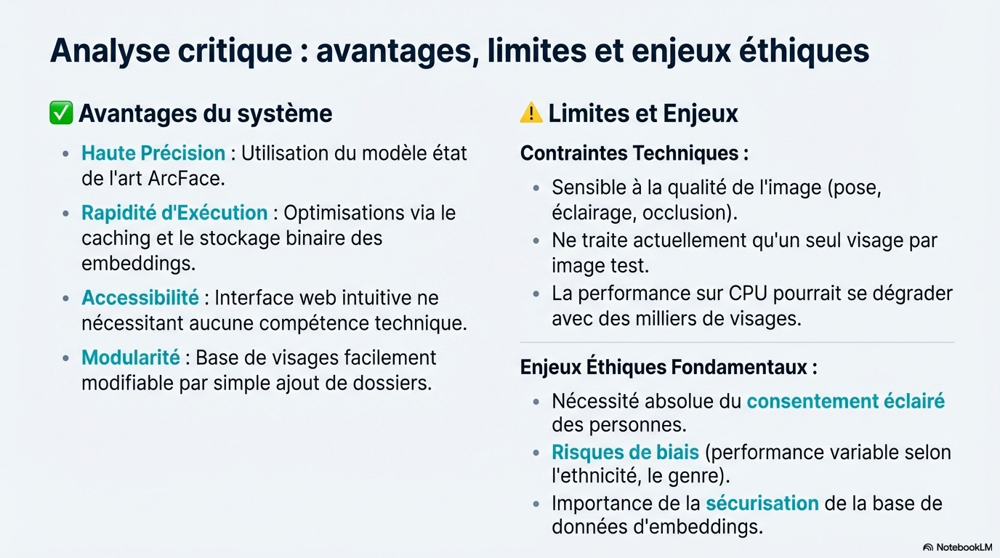 Analyse critique : avantages, limites et enjeux éthiques
✅ Avantages du système
• Haute Précision : Utilisation du modèle état
de l'art ArcFace.
• Rapidité d'Exécution : Optimisations via le
caching et le stockage binaire des
embeddings.
• Accessibilité : Interface web intuitive ne
nécessitant aucune compétence technique.
• Modularité : Base de visages facilement
modifiable par simple ajout de dossiers.
⚠️ Limites et Enjeux
Contraintes Techniques :
• Sensible à la qualité de l'image (pose,
éclairage, occlusion).
• Ne traite actuellement qu'un seul visage par
image test.
• La performance sur CPU pourrait se dégrader
avec des milliers de visages.
Enjeux Éthiques Fondamentaux :
• Nécessité absolue du consentement éclairé
des personnes.
• Risques de biais (performance variable selon
l'ethnicité, le genre).
• Importance de la sécurisation de la base de
données d'embeddings.
NotebookLM